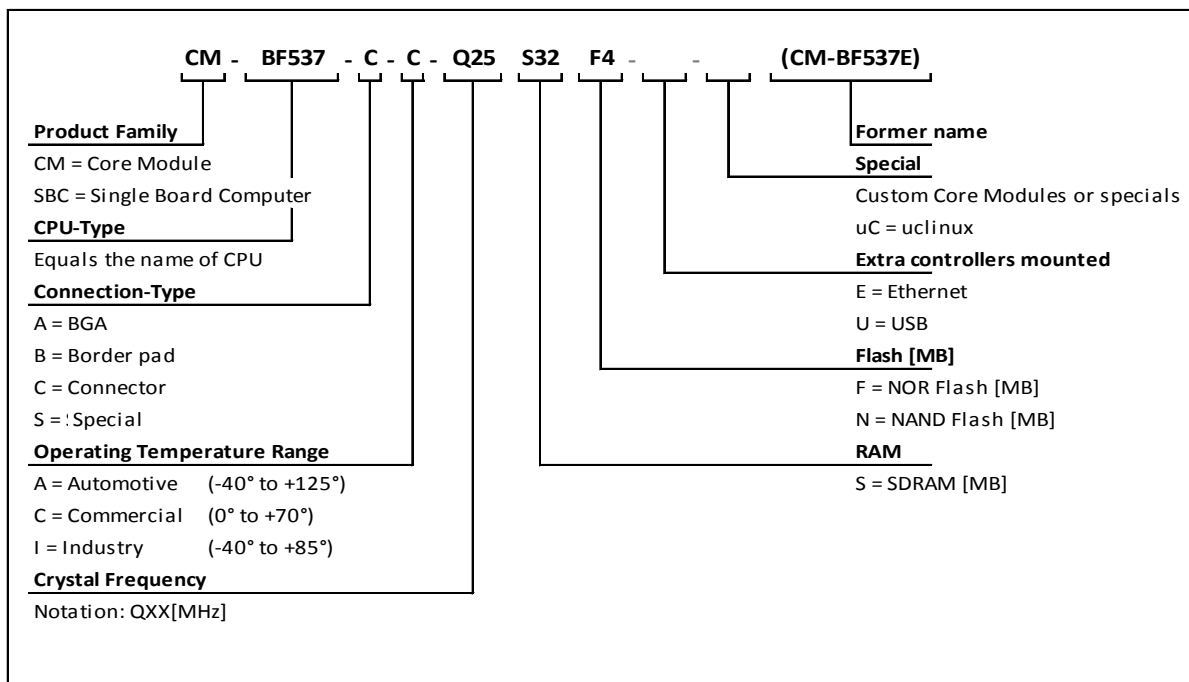 CM - BF537 - C - C - Q25 S32 F4 - - (CM-BF537E)
Product Family
CM = Core Module
SBC = Single Board Computer
CPU-Type
Equals the name of CPU
Connection-Type
A = BGA
B = Border pad
C = Connector
S = : Special
Operating Temperature Range
A = Automotive (-40° to +125°)
C = Commercial (0° to +70°)
I = Industry (-40° to +85°)
Crystal Frequency
Notation: QXX[MHz]
Former name
Special
Custom Core Modules or specials
uC = uclinux
Extra controllers mounted
E = Ethernet
U = USB
Flash [MB]
F = NOR Flash [MB]
N = NAND Flash [MB]
RAM
S = SDRAM [MB]